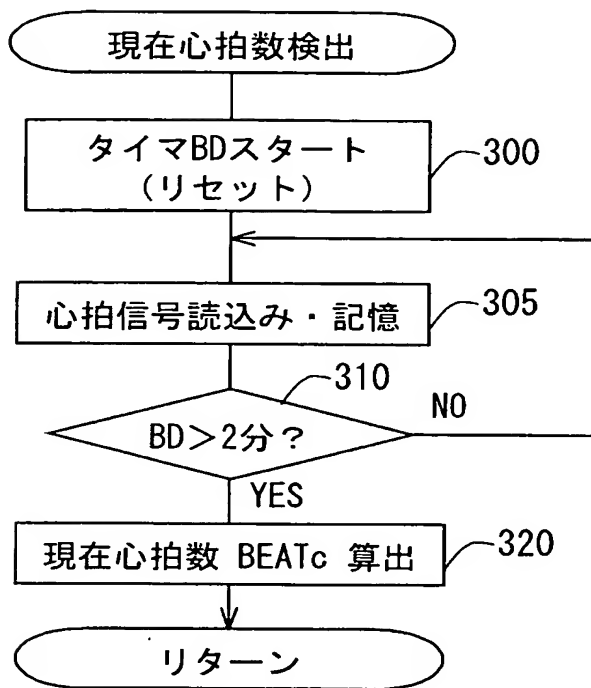 現在心拍数検出
タイマBDスタート
(リセット)
300
心拍信号読込み・記憶
305
310
BD>2分?
NO
YES
現在心拍数 BEATc 算出
320
リターン